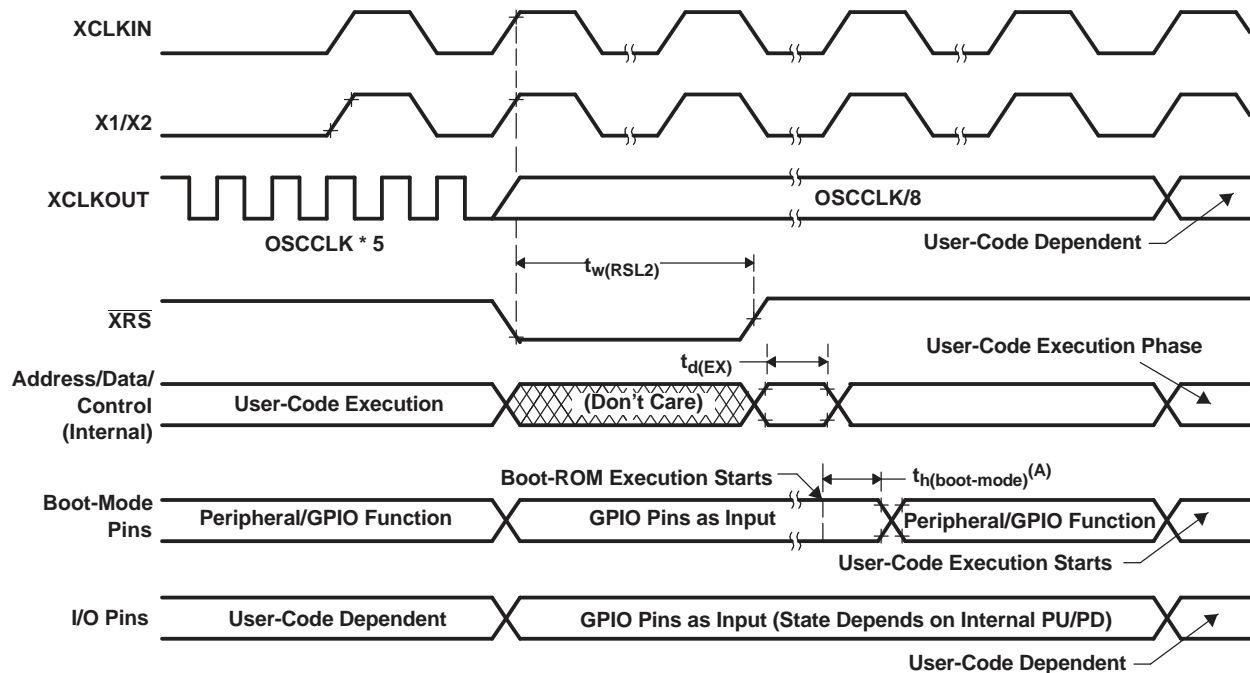 XCLKIN
X1/X2
XCLKOUT
OSCCLK/8
OSCCLK * 5
User-Code Dependent
tw(RSL2)
XRS
User-Code Execution Phase
td(EX)
Address/Data/
Control
(Internal)
User-Code Execution
(Don't Care)
Boot-ROM Execution Starts
th(boot-mode)(A)
Boot-Mode
Pins
Peripheral/GPIO Function
GPIO Pins as Input
Peripheral/GPIO Function
User-Code Execution Starts
I/O Pins
User-Code Dependent
GPIO Pins as Input (State Depends on Internal PU/PD)
User-Code Dependent